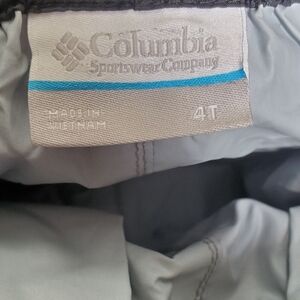 Columbia
Sportswear Company
MADE IN
VIETNAM
4T